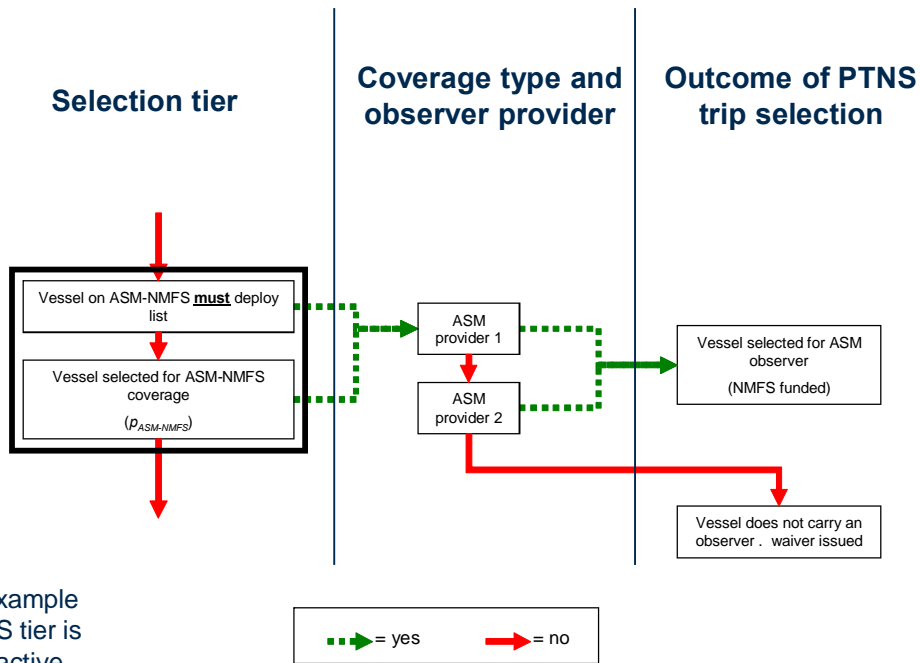 Selection tier
Coverage type and
observer provider
Outcome of PTNS
trip selection
Vessel on ASM-NMFS must deploy
list
Vessel selected for ASM-NMFS
coverage
(pASM-NMFS)
ASM
provider 1
ASM
provider 2
Vessel selected for ASM
observer
(NMFS funded)
Vessel does not carry an
observer . waiver issued
xample
S tier is
active
= yes
= no